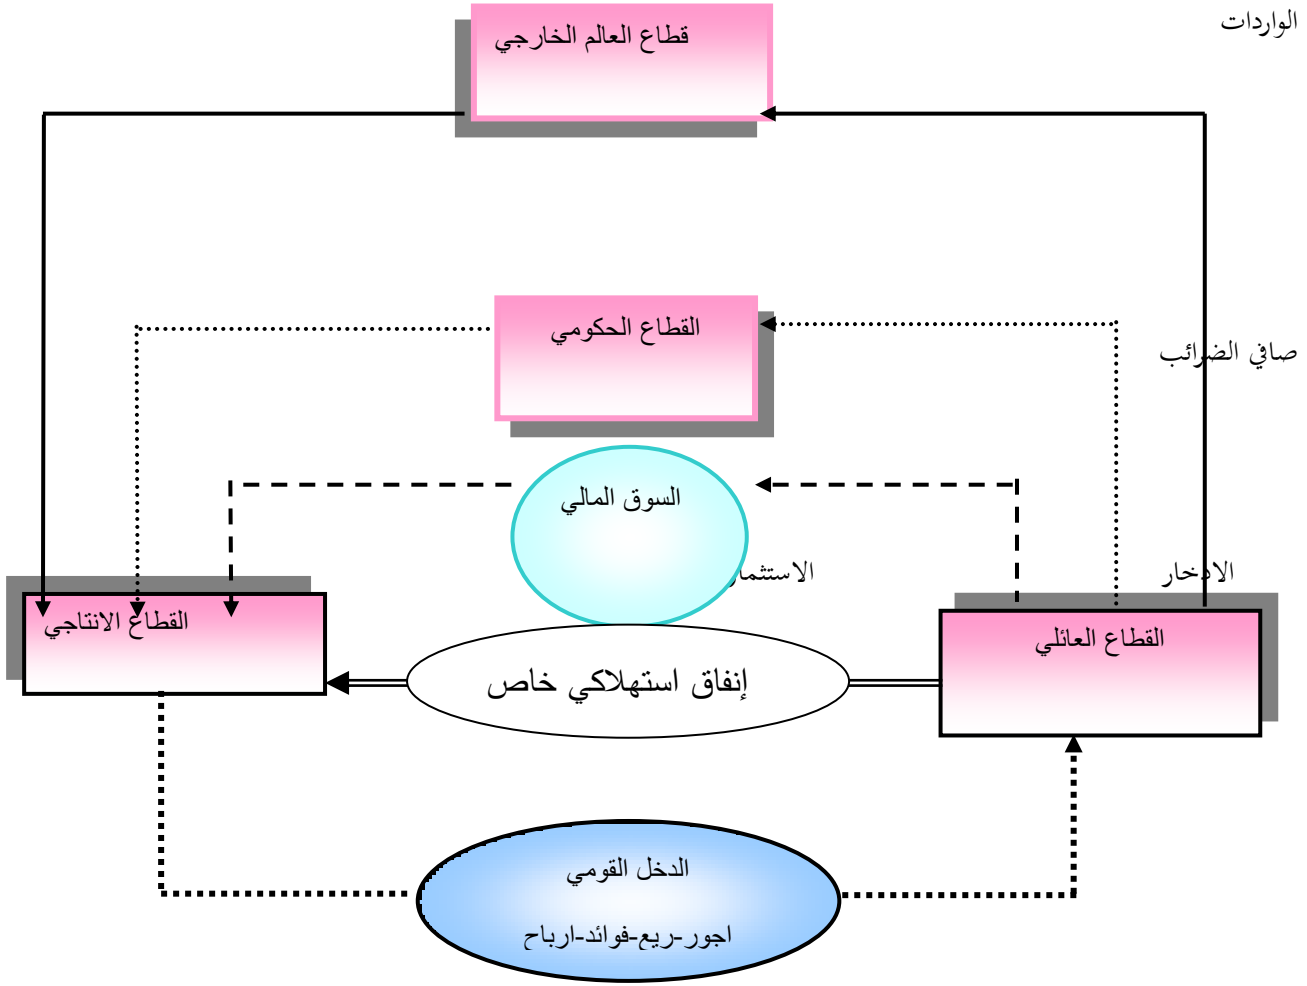 الواردات
قطاع العالم الخارجي
القطاع الحكومي
صافي الضرائب
السوق المالي
الادخار
الاستثمار
القطاع العائلي
القطاع الانتاجي
إنفاق استهلاكي خاص
الدخل القومي
اجور-ريع-فوائد-ارباح